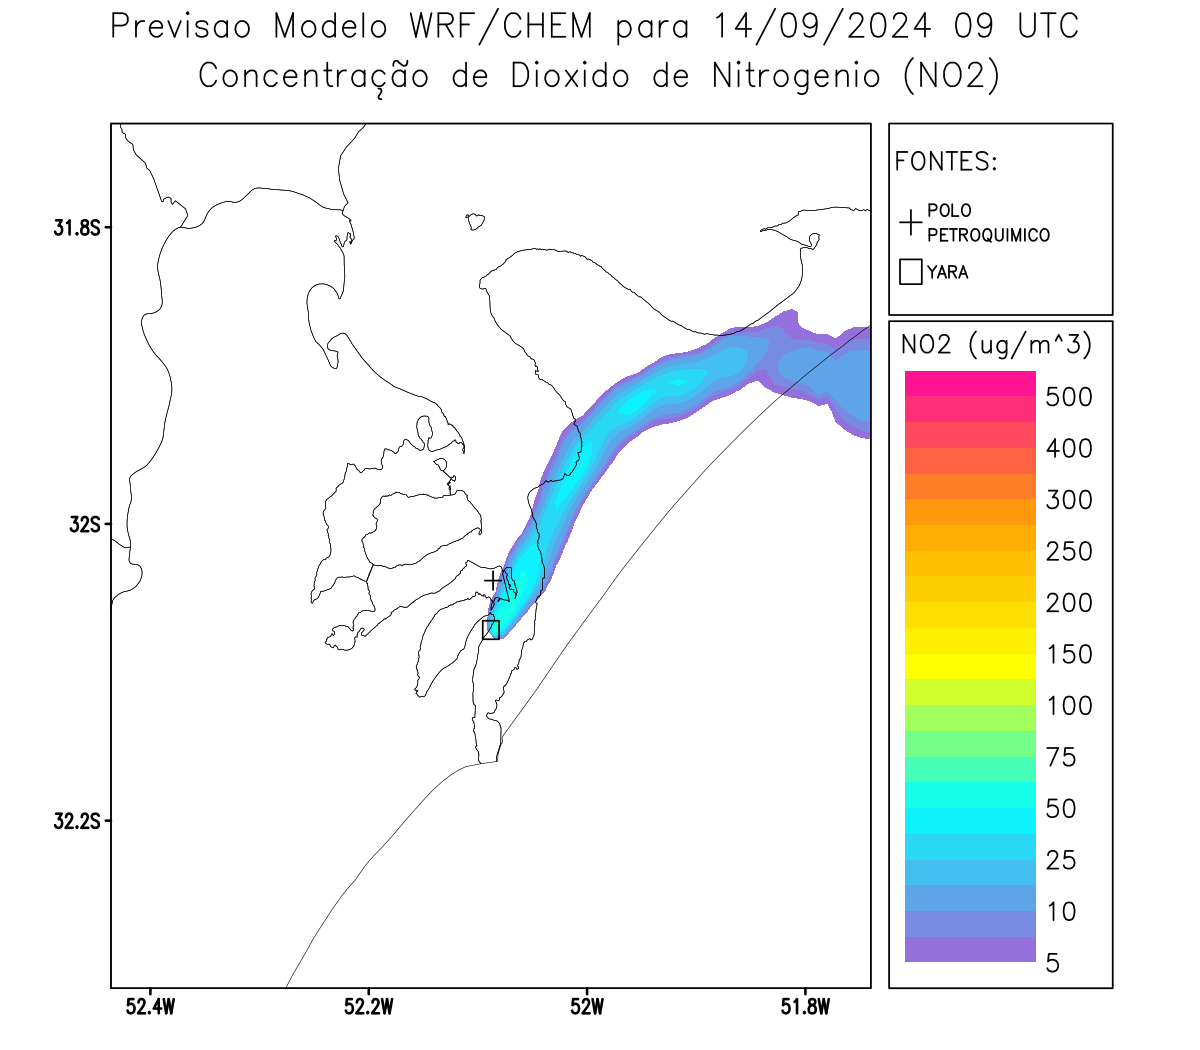 Previsao Modelo WRF/CHEM para 14/09/2024 09 UTC
Concentração de Dioxido de Nitrogenio (NO2)
FONTES:
POLO
PETROQUIMICO
YARA
NO2 (ug/m^3)
500
400
300
250
200
150
100
75
50
25
10
5
31.8S
32S
32.2S
52.4W
52.2W
52W
51.8W